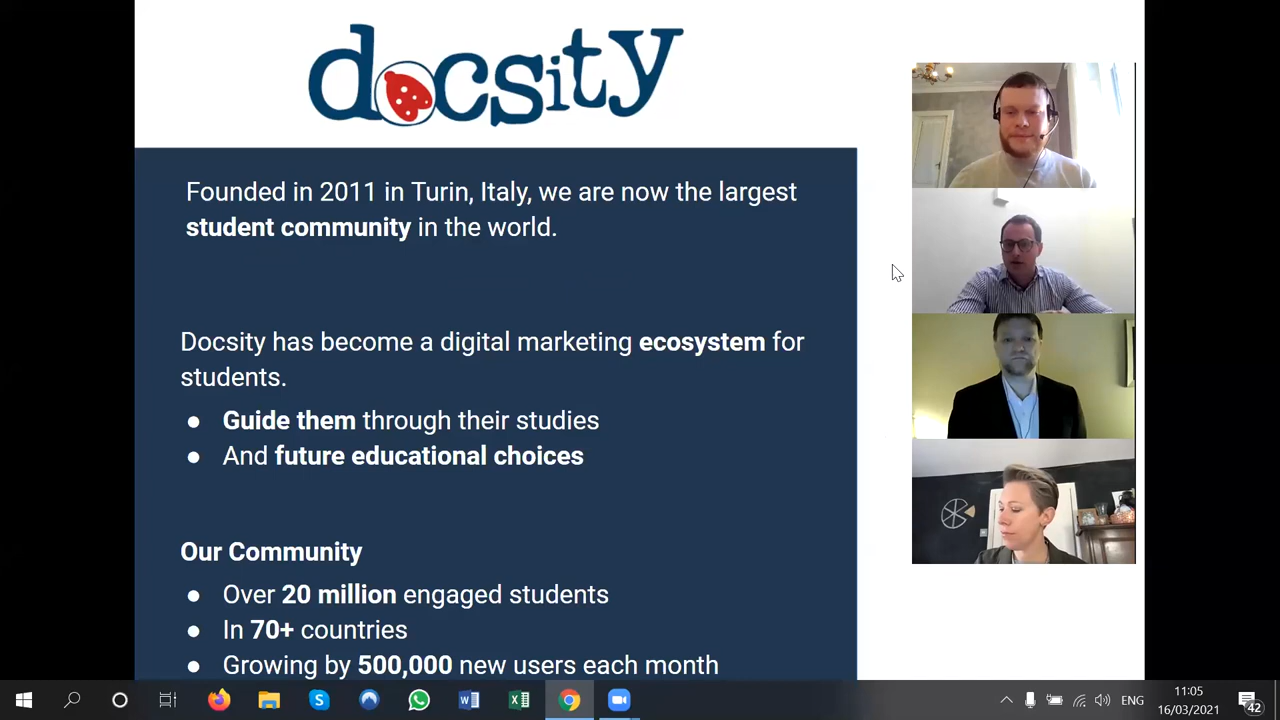 docsity
Founded in 2011 in Turin, Italy, we are now the largest
student community in the world.
Docsity has become a digital marketing ecosystem for
students.
● Guide them through their studies
● And future educational choices
Our Community
● Over 20 million engaged students
● In 70+ countries
● Growing by 500,000 new users each month
ENG
11:05
16/03/2021
42